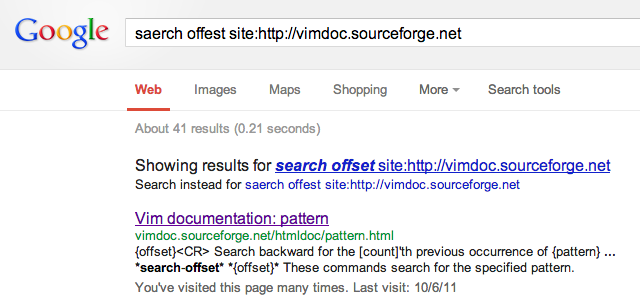 Google
saerch offest site:http://vimdoc.sourceforge.net
Web Images Maps Shopping More Search tools
About 41 results (0.21 seconds)
Showing results for search offset site:http://vimdoc.sourceforge.net
Search instead for saerch offest site:http://vimdoc.sourceforge.net
Vim documentation: pattern
vimdoc.sourceforge.net/htmldoc/pattern.html
{offset}<CR> Search backward for the [count]'th previous occurrence of {pattern} ...
*search-offset* *{offset}* These commands search for the specified pattern.
You've visited this page many times. Last visit: 10/6/11